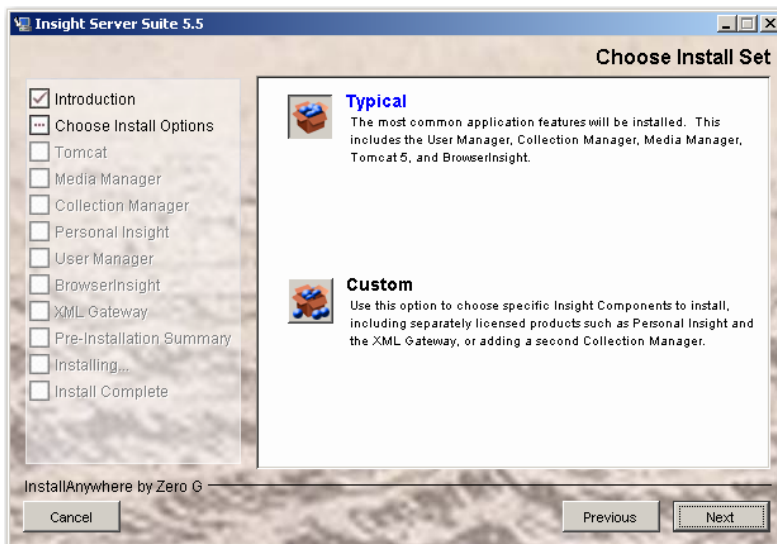 Insight Server Suite 5.5
Choose Install Set
Introduction
Choose Install Options
Tomcat
Media Manager
Collection Manager
Personal Insight
User Manager
BrowserInsight
XML Gateway
Pre-Installation Summary
Installing...
Install Complete
Typical
The most common application features will be installed. This
includes the User Manager, Collection Manager, Media Manager,
Tomcat 5, and BrowserInsight.
Custom
Use this option to choose specific Insight Components to install,
including separately licensed products such as Personal Insight and
the XML Gateway, or adding a second Collection Manager.
InstallAnywhere by Zero G
Cancel
Previous
Next